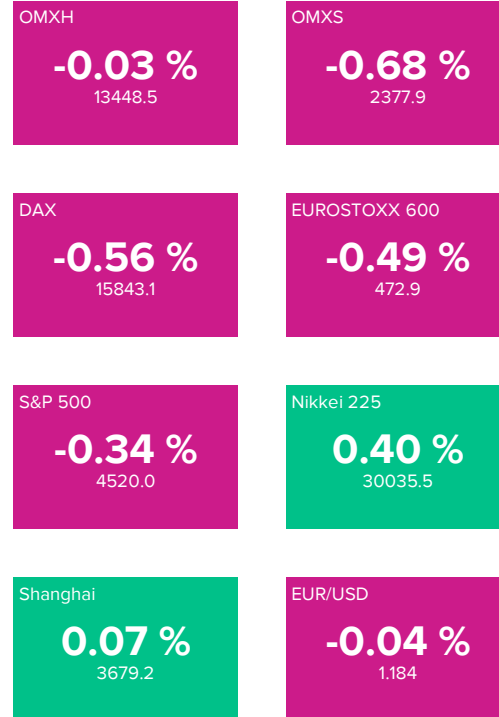 OMXH
-0.03 %
13448.5
OMXS
-0.68 %
2377.9
DAX
-0.56 %
15843.1
EUROSTOXX 600
-0.49 %
472.9
S&P 500
-0.34 %
4520.0
Nikkei 225
0.40 %
30035.5
Shanghai
0.07 %
3679.2
EUR/USD
-0.04 %
1.184